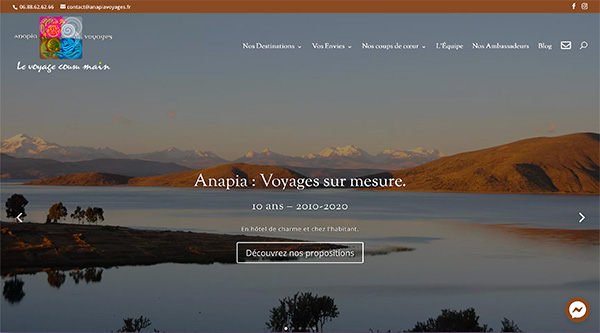 06.88.62.62.66 contact@anapiavoyages.fr
anapia voyages
Le voyage cousu main
Nos Destinations Vos Envies Nos coups de cœur L'Équipe Nos Ambassadeurs Blog
Anapia : Voyages sur mesure.
10 ans – 2010-2020
En hôtel de charme et chez l'habitant.
Découvrez nos propositions